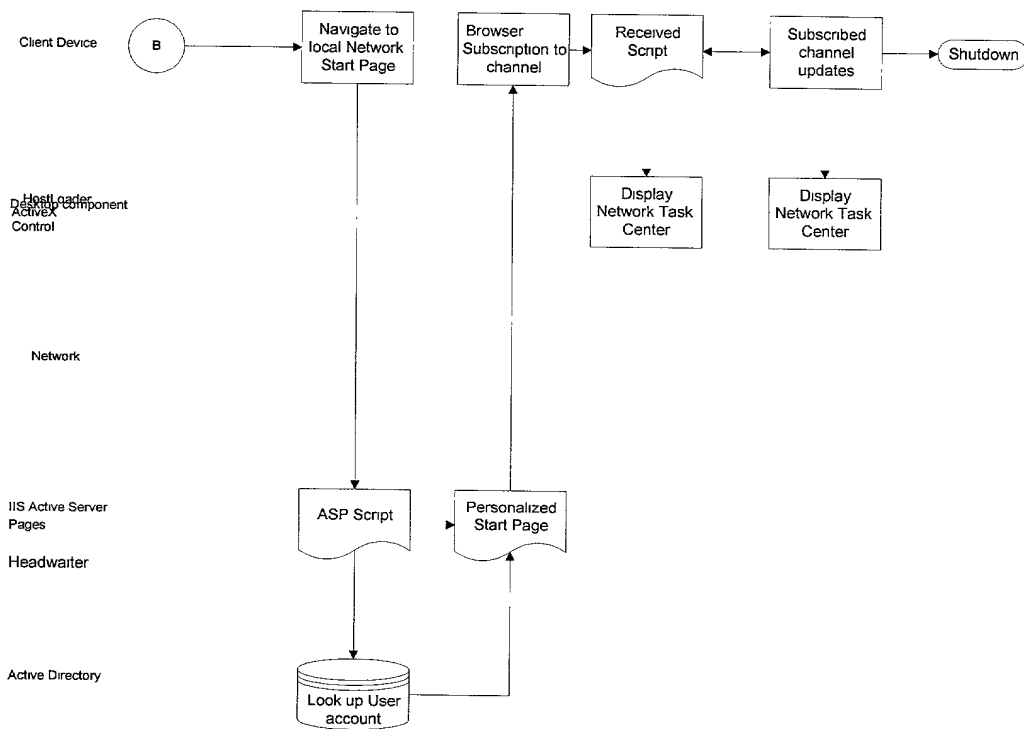 Client Device
B
Navigate to
local Network
Start Page
Browser
Subscription to
channel
Received
Script
Subscribed
channel
updates
Shutdown
HostLoader
Desktop component
ActiveX
Control
Display
Network Task
Center
Display
Network Task
Center
Network
IIS Active Server
Pages
ASP Script
Personalized
Start Page
Headwaiter
Active Directory
Look up User
account